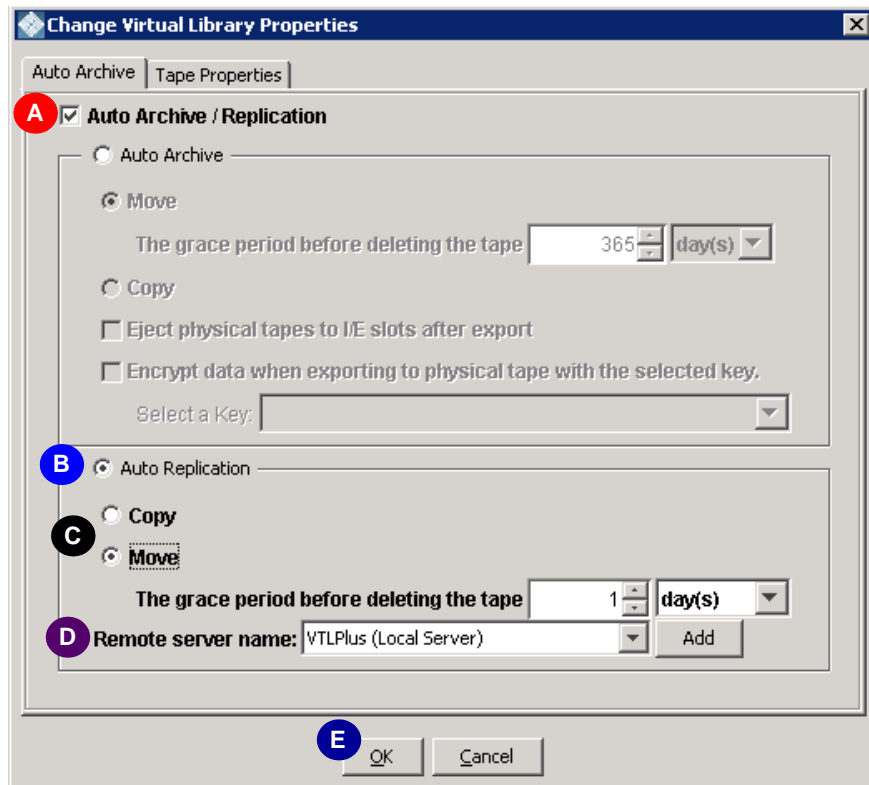 Change Virtual Library Properties
Auto Archive Tape Properties
A Auto Archive / Replication
Auto Archive
Move
The grace period before deleting the tape 365 day(s)
Copy
Eject physical tapes to I/E slots after export
Encrypt data when exporting to physical tape with the selected key.
Select a Key:
B Auto Replication
Copy
C
Move
The grace period before deleting the tape 1 day(s)
D Remote server name: VTLPlus (Local Server) Add
E OK Cancel